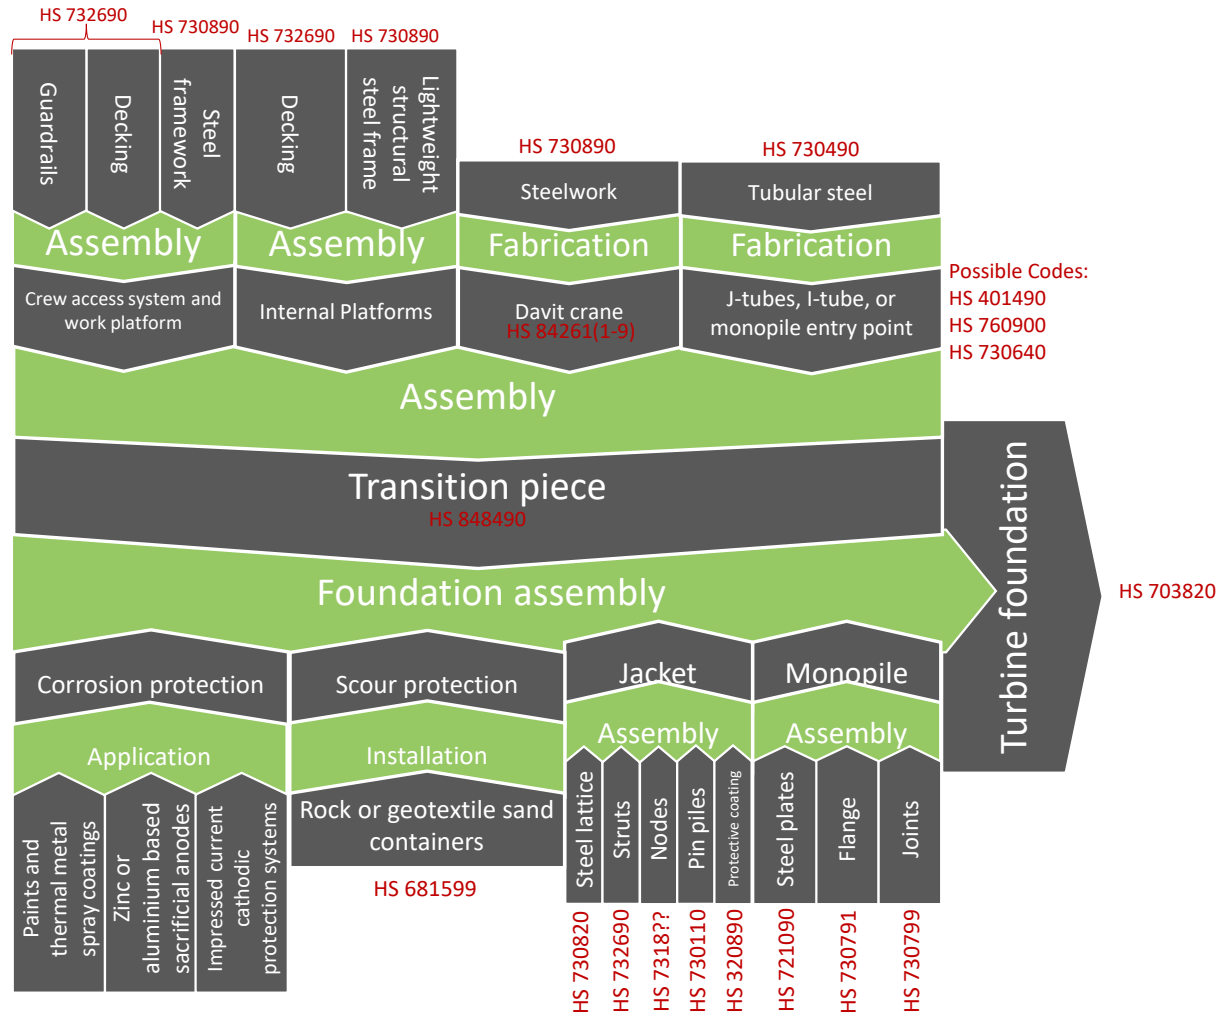 HS 732690
HS 730890
HS 732690
HS 730890
Guardrails
Decking
Steel
framework
Decking
Lightweight
structural
steel frame
HS 730890
HS 730490
Steelwork
Tubular steel
Assembly
Assembly
Fabrication
Fabrication
Crew access system and
work platform
Internal Platforms
Davit crane
HS 84261(1-9)
J-tubes, I-tube, or
monopile entry point
Possible Codes:
HS 401490
HS 760900
HS 730640
Assembly
Transition piece
HS 848490
Foundation assembly
Turbine foundation
HS 703820
Corrosion protection
Scour protection
Jacket
Monopile
Application
Installation
Assembly
Assembly
Paints and
thermal metal
spray coatings
Zinc or
aluminium based
sacrificial anodes
Impressed current
cathodic
protection systems
Rock or geotextile sand
containers
HS 681599
Steel lattice
Struts
Nodes
Pin piles
Protective coating
Steel plates
Flange
Joints
HS 730820
HS 732690
HS 7318??
HS 730110
HS 320890
HS 721090
HS 730791
HS 730799